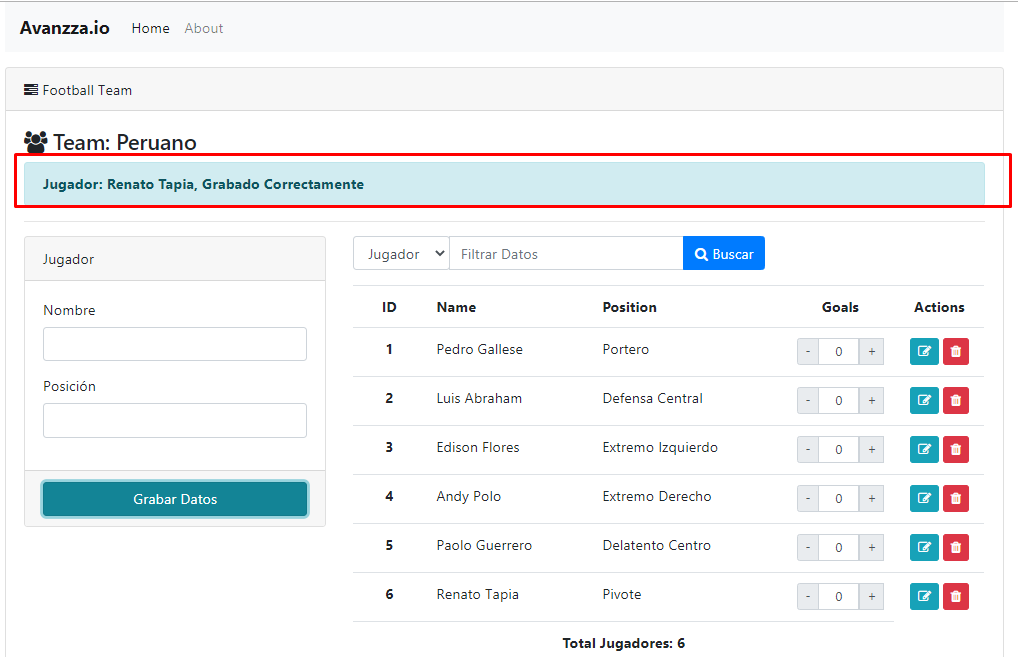 Avanzza.io Home About
Football Team
Team: Peruano
Jugador: Renato Tapia, Grabado Correctamente
Jugador
Nombre
Posición
Grabar Datos
Jugador Filtrar Datos Buscar
ID Name Position Goals Actions
1 Pedro Gallese Portero - 0 +
2 Luis Abraham Defensa Central - 0 +
3 Edison Flores Extremo Izquierdo - 0 +
4 Andy Polo Extremo Derecho - 0 +
5 Paolo Guerrero Delatento Centro - 0 +
6 Renato Tapia Pivote - 0 +
Total Jugadores: 6